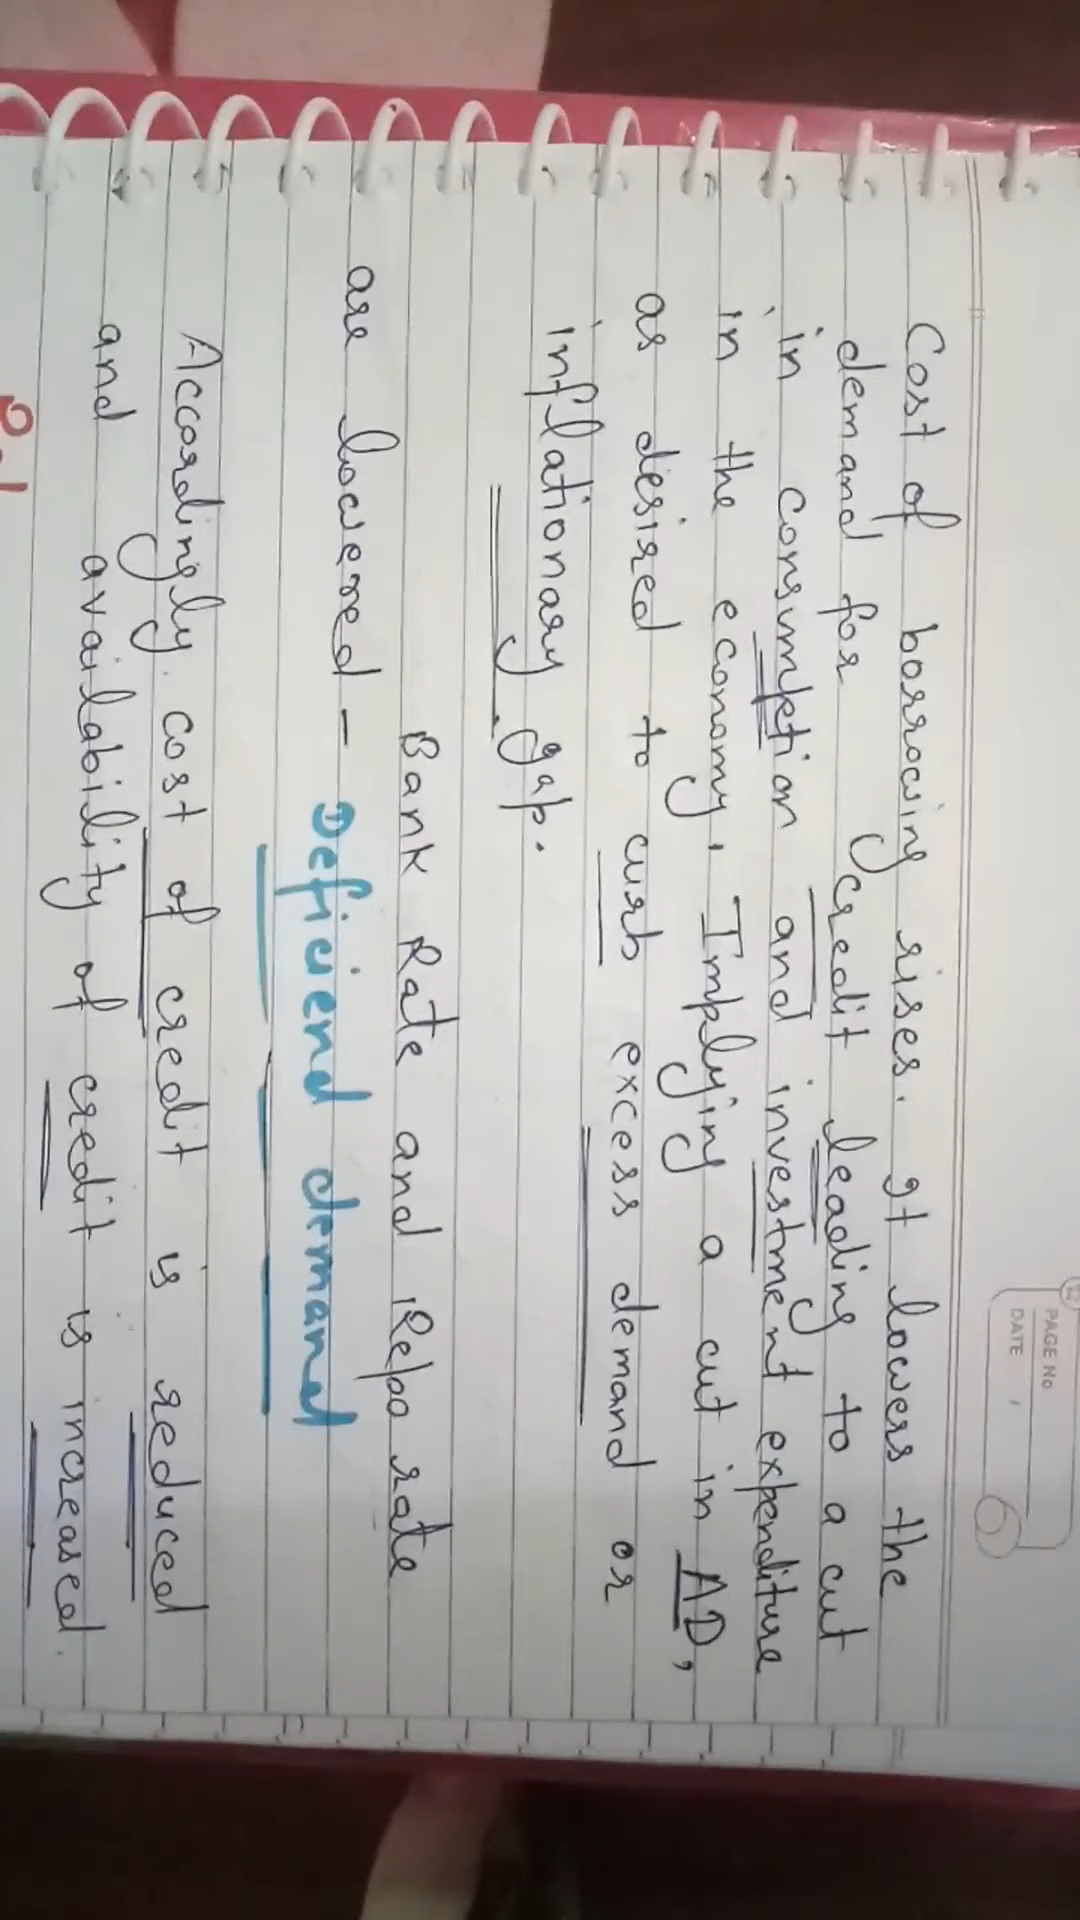 PAGE No.
DATE
6
Cost of borrowing rises. It lowers the
demand for credit leading to a cut
in consumption and investment expenditure
in the economy, Implying a cut in AD,
as desired to curb excess demand or
inflationary gap.
Bank Rate and Repo rate
are lowered - Deficiend demand
Accordingly cost of credit is reduced
and availability of credit is increased.